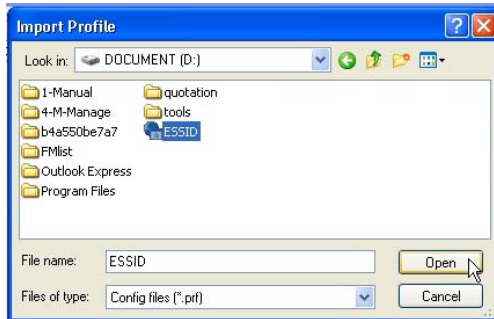 Import Profile
Look in: DOCUMENT (D:)
1-Manual quotation
4-M-Manage tools
b4a550be7a7 ESSID
FMlist
Outlook Express
Program Files
File name: ESSID Open
Files of type: Config files (*.prf) Cancel